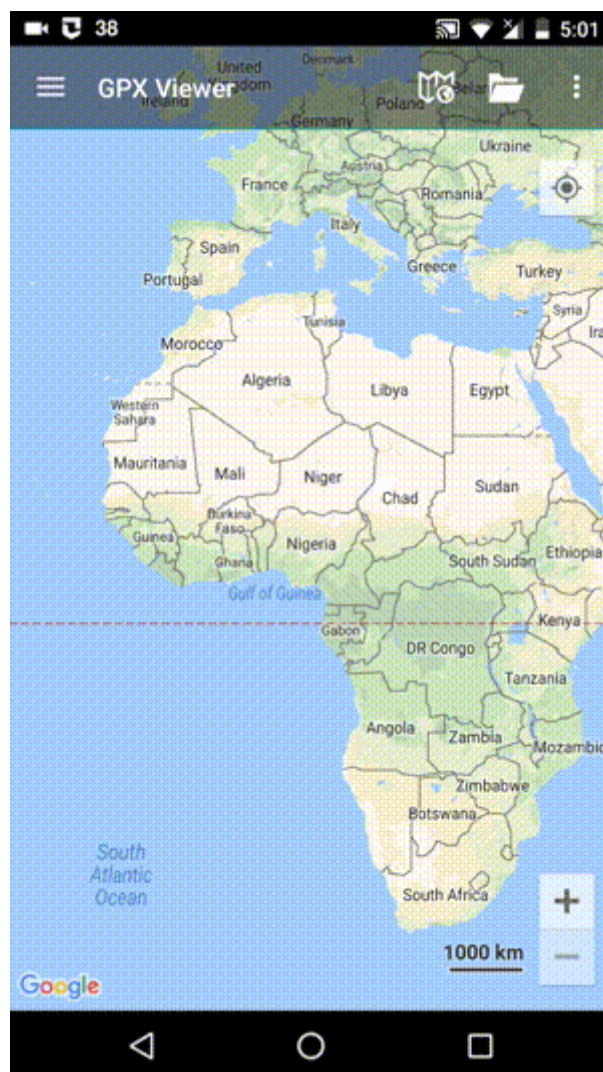 38
5:01
GPX Viewer
United Kingdom
Denmark
Ireland
Poland
Belar
Germany
Ukraine
Austria
France
Romania
Italy
Spain
Portugal
Greece
Turkey
Tunisia
Syria
Ira
Morocco
Algeria
Libya
Egypt
Western
Sahara
Mauritania
Mali
Niger
Chad
Sudan
Burkina
Faso
Guinea
Nigeria
Ghana
South Sudan
Ethiopia
Gulf of Guinea
Gabon
Kenya
DR Congo
Tanzania
Angola
Zambia
Mozambic
Zimbabwe
Botswana
South
Atlantic
Ocean
South Africa
1000 km
Google